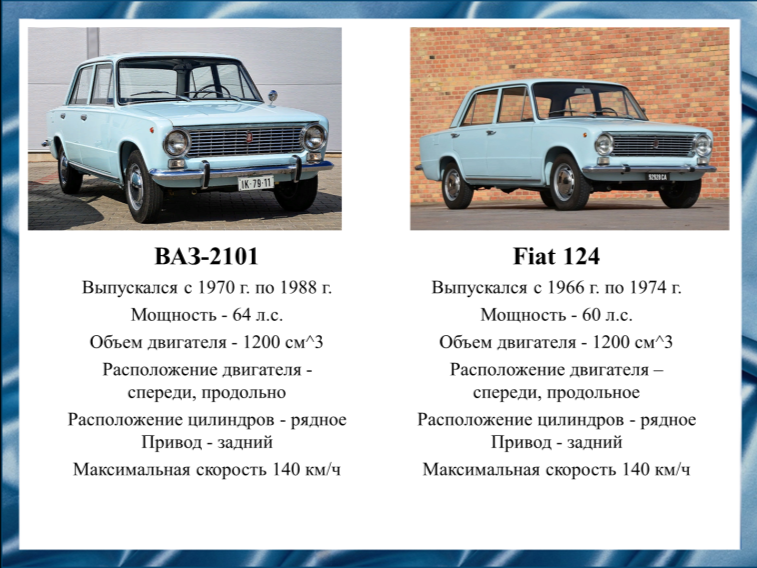 IK·79-11
ВАЗ-2101
Выпускался с 1970 г. по 1988 г.
Мощность - 64 л.с.
Объем двигателя - 1200 см^3
Расположение двигателя -
спереди, продольно
Расположение цилиндров - рядное
Привод - задний
Максимальная скорость 140 км/ч
Fiat 124
Выпускался с 1966 г. по 1974 г.
Мощность - 60 л.с.
Объем двигателя - 1200 см^3
Расположение двигателя –
спереди, продольное
Расположение цилиндров - рядное
Привод - задний
Максимальная скорость 140 км/ч